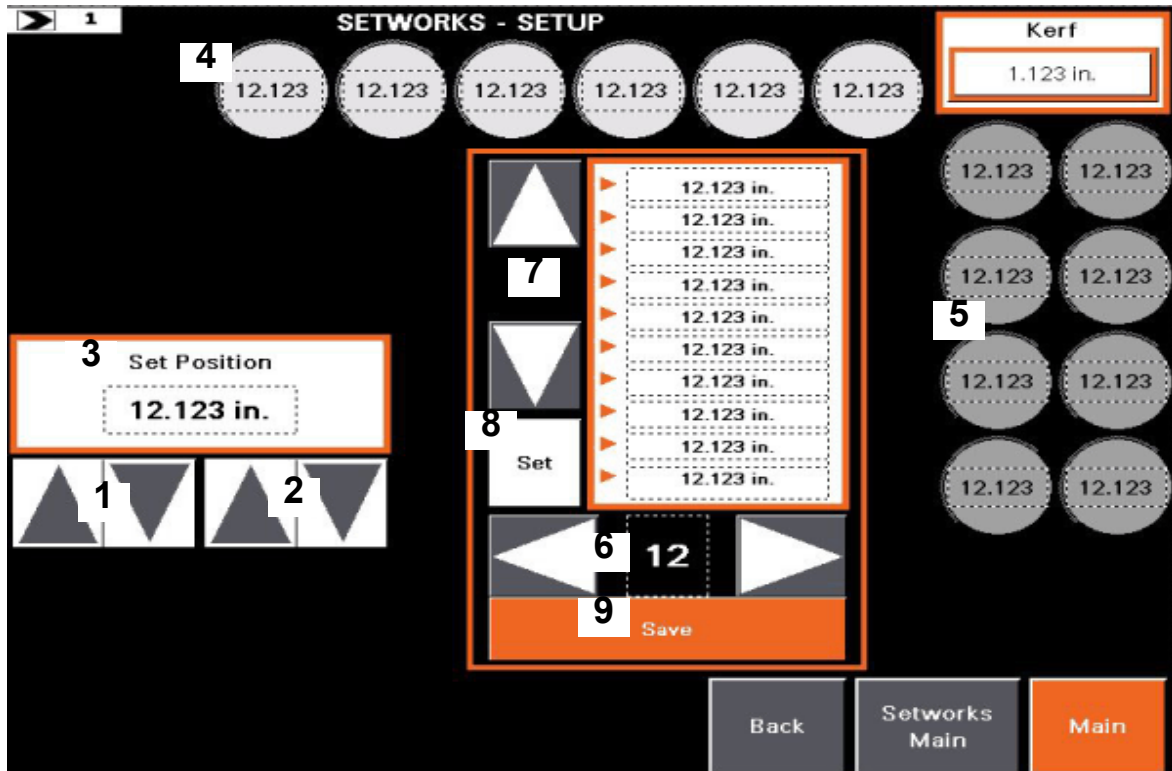 1
SETWORKS - SETUP
Kerf
1.123 in.
4
12.123 12.123 12.123 12.123 12.123 12.123
12.123 12.123
12.123 12.123
5
12.123 12.123
12.123 12.123
7
12.123 in.
12.123 in.
12.123 in.
12.123 in.
12.123 in.
12.123 in.
12.123 in.
12.123 in.
12.123 in.
12.123 in.
3
Set Position
12.123 in.
1
2
8
Set
6
12
9
Save
Back
Setworks
Main
Main